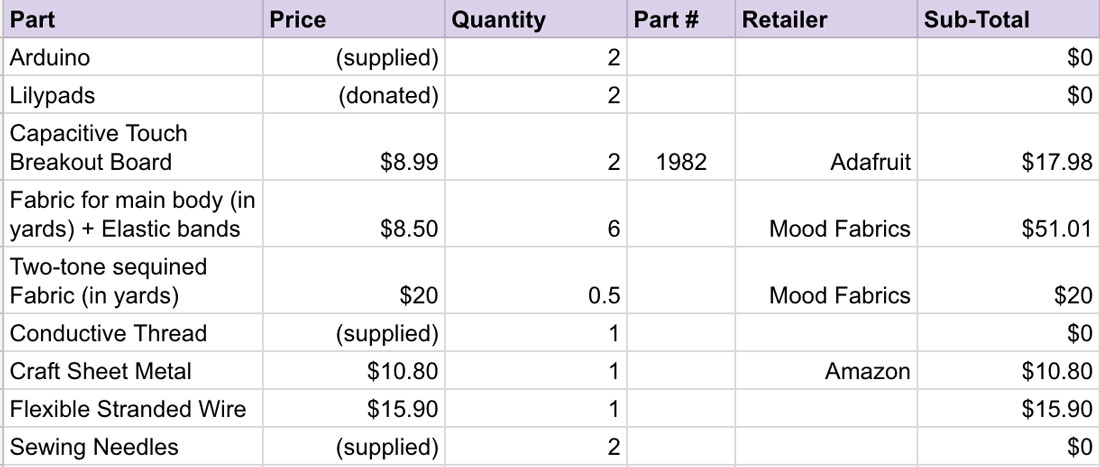 Part Price Quantity Part # Retailer Sub-Total
Arduino (supplied) 2 $0
Lilypads (donated) 2 $0
Capacitive Touch
Breakout Board $8.99 2 1982 Adafruit $17.98
Fabric for main body (in
yards) + Elastic bands $8.50 6 Mood Fabrics $51.01
Two-tone sequined
Fabric (in yards) $20 0.5 Mood Fabrics $20
Conductive Thread (supplied) 1 $0
Craft Sheet Metal $10.80 1 Amazon $10.80
Flexible Stranded Wire $15.90 1 $15.90
Sewing Needles (supplied) 2 $0